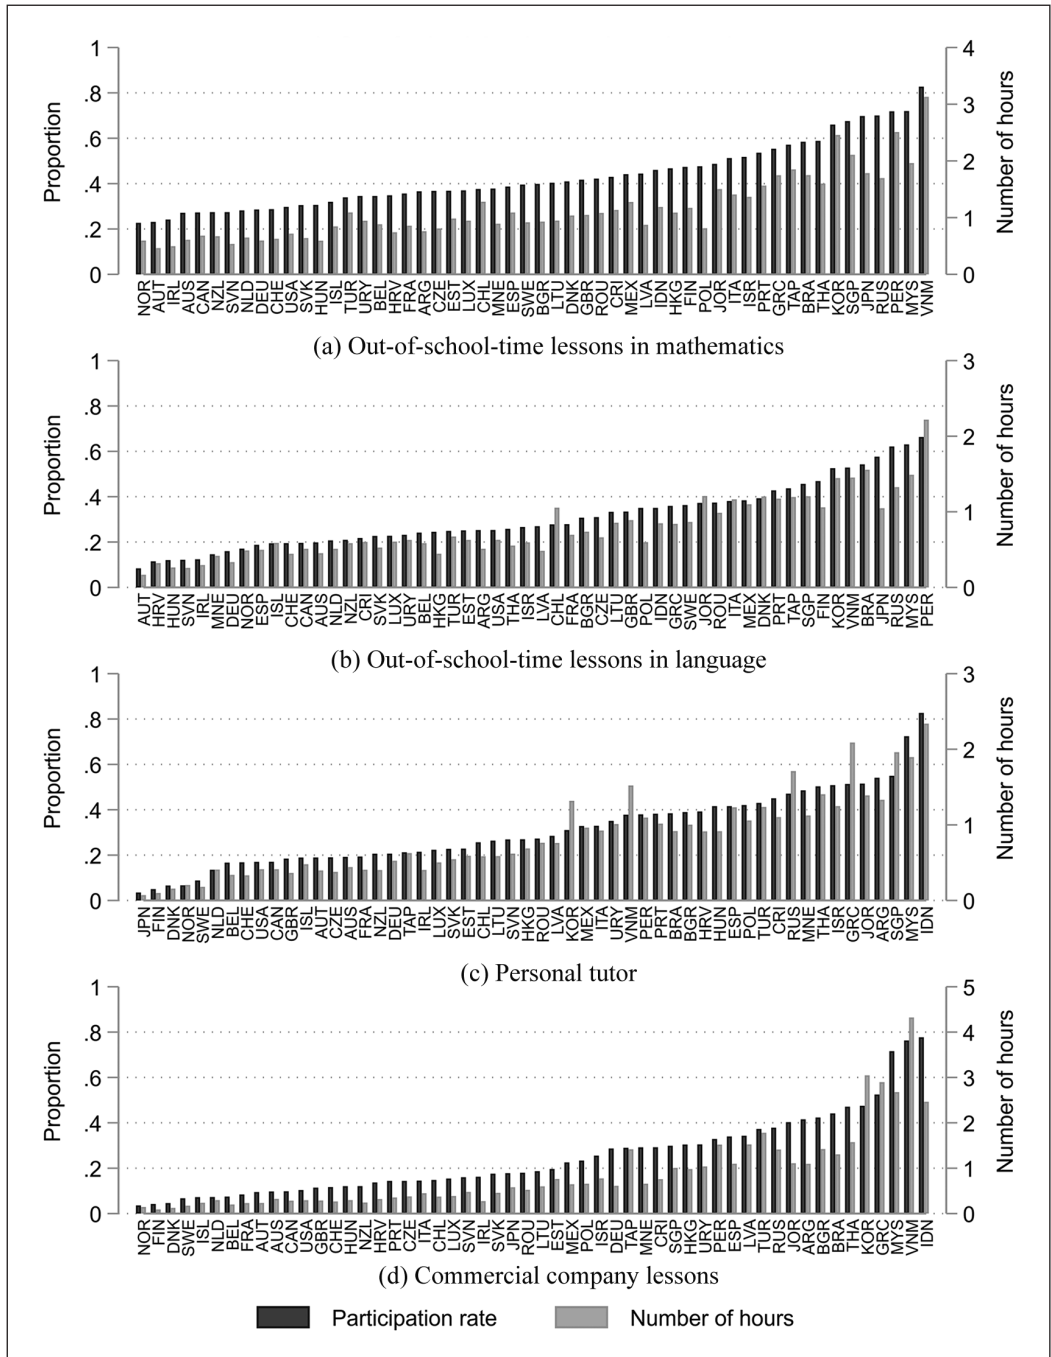 1 .8 .6 .4 .2 0
Proportion
4 3 2 1 0
Number of hours
NOR AUT IRL AUS CAN NZL SVN NLD DEU CHE USA SVK HUN ISL TUR URY BEL HRV FRA ARG CZE EST LUX CHL MNE ESP SWE BGR LTU DNK GBR ROU CRI MEX LVA IDN HKG FIN POL JOR ITA ISR PRT GRC TAP BRA THA KOR SGP JPN RUS PER MYS VNM
(a) Out-of-school-time lessons in mathematics
1 .8 .6 .4 .2 0
Proportion
3 2 1 0
Number of hours
AUT HRV HUN SVN IRL MNE DEU NOR ESP ISL CHE CAN AUS NLD NZL CRI SVK LUX URY BEL HKG TUR EST ARG USA THA ISR LVA CHL FRA BGR CZE LTU GBR POL IDN GRC SWE JOR ROU ITA MEX DNK PRT TAP SGP FIN KOR VNM BRA JPN RUS MYS PER
(b) Out-of-school-time lessons in language
1 .8 .6 .4 .2 0
Proportion
3 2 1 0
Number of hours
JPN FIN DNK NOR SWE NLD BEL CHE USA CAN GBR ISL AUT CZE AUS FRA NZL DEU TAP IRL LUX SVK EST CHL LTU SVN HKG ROU LVA KOR MEX ITA URY VNM PER PRT BRA BGR HRV HUN ESP POL TUR CRI RUS MNE THA ISR GRC JOR ARG SGP MYS IDN
(c) Personal tutor
1 .8 .6 .4 .2 0
Proportion
5 4 3 2 1 0
Number of hours
NOR FIN DNK SWE ISL NLD BEL FRA AUT AUS CAN USA GBR CHE HUN NZL HRV PRT CZE ITA CHL LUX SVN IRL SVK JPN ROU LTU EST MEX POL ISR DEU TAP MNE CRI SGP HKG URY PER ESP LVA TUR RUS JOR ARG BGR BRA THA KOR GRC MYS VNM IDN
(d) Commercial company lessons
Participation rate
Number of hours